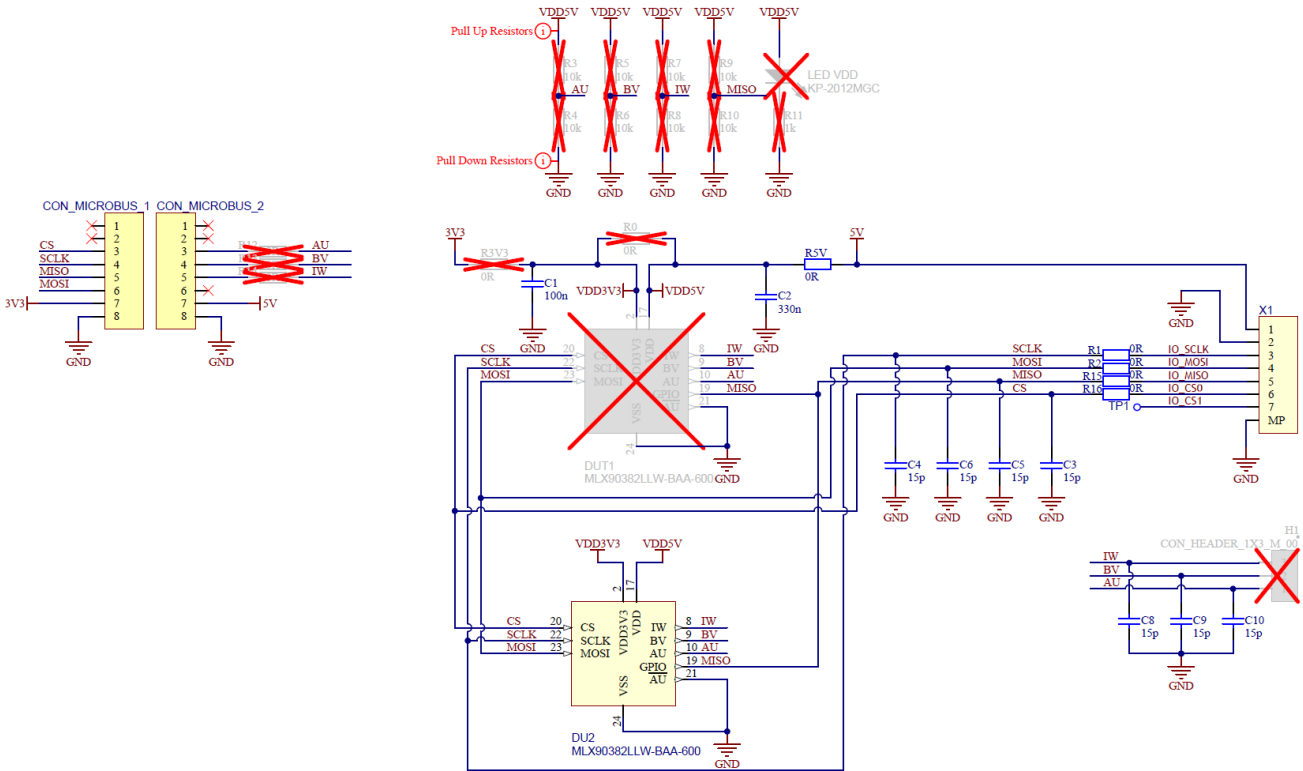 VDD5V VDD5V VDD5V VDD5V VDD5V
Pull Up Resistors i
R3 R5 R7 R9 LED VDD
10k 10k 10k 10k KP-2012MGC
AU BV IW MISO
R4 R6 R8 R10 R11
10k 10k 10k 10k 1k
Pull Down Resistors i
GND GND GND GND GND
CON_MICROBUS_1 CON_MICROBUS_2
1 1
2 2
CS 3 3 AU
SCLK 4 4 BV
MISO 5 5 IW
MOSI 6 6
3V3 7 7 5V
8 8
GND GND
3V3 R0 5V
R3V3 0R R5V
0R 0R
C1 VDD3V3 VDD5V C2
100n 330n
2 17
GND GND
CS 20 CS VDD3V3 VDD IW 8 IW
SCLK 22 SCLK BV 9 BV
MOSI 23 MOSI AU 10 AU
GPIO 19 MISO
VSS AU 21
24
GND
DUT1
MLX90382LLW-BAA-600
X1
GND 1
2
SCLK R1 0R IO_SCLK 3
MOSI R2 0R IO_MOSI 4
MISO R15 0R IO_MISO 5
CS R16 0R IO_CS0 6
TP1 IO_CS1 7
MP
GND
C4 C6 C5 C3
15p 15p 15p 15p
GND GND GND GND
H1
CON_HEADER_1X3_M_00
IW
BV
AU
C8 C9 C10
15p 15p 15p
GND
VDD3V3 VDD5V
2 17
CS 20 CS VDD3V3 VDD IW 8 IW
SCLK 22 SCLK BV 9 BV
MOSI 23 MOSI AU 10 AU
GPIO 19 MISO
VSS AU 21
24
DU2
MLX90382LLW-BAA-600
GND